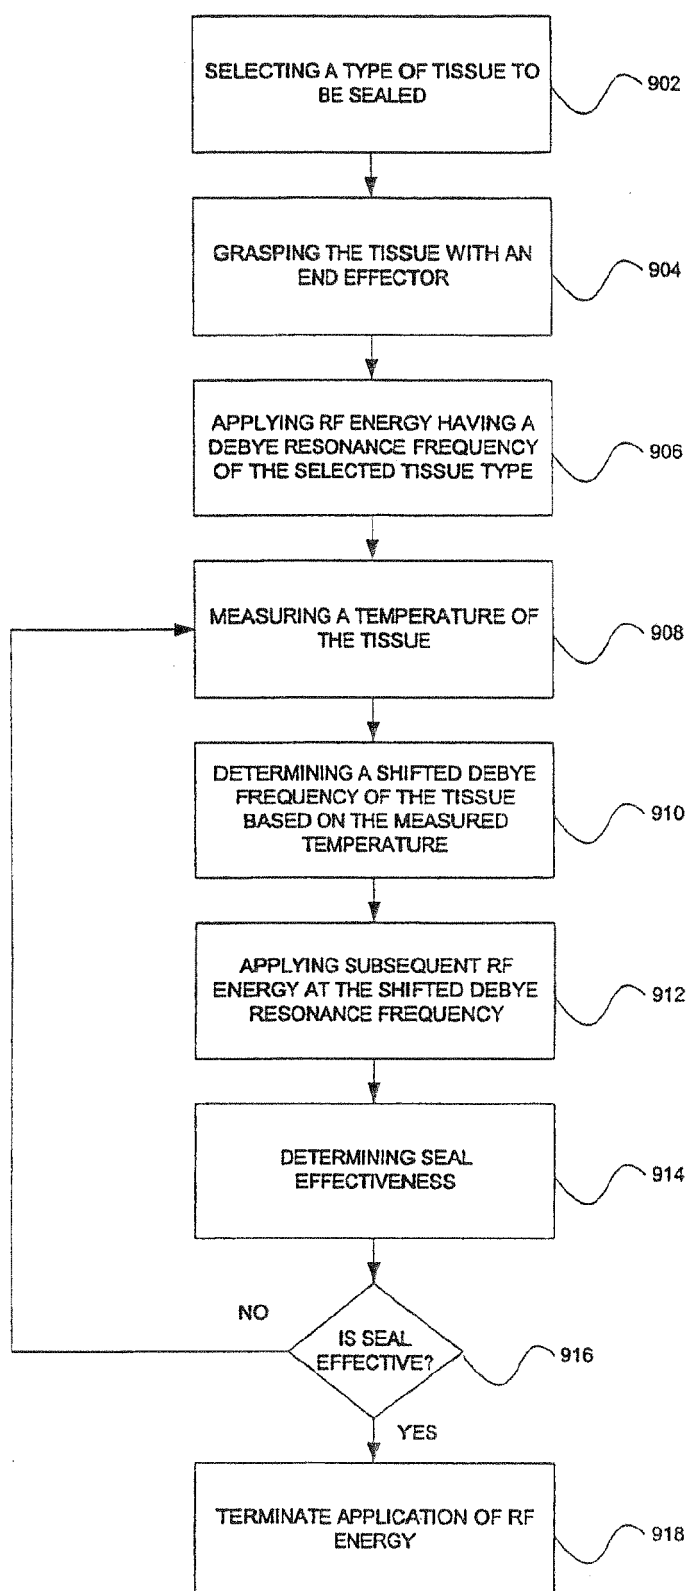 SELECTING A TYPE OF TISSUE TO
BE SEALED
902
GRASPING THE TISSUE WITH AN
END EFFECTOR
904
APPLYING RF ENERGY HAVING A
DEBYE RESONANCE FREQUENCY
OF THE SELECTED TISSUE TYPE
906
MEASURING A TEMPERATURE OF
THE TISSUE
908
DETERMINING A SHIFTED DEBYE
FREQUENCY OF THE TISSUE
BASED ON THE MEASURED
TEMPERATURE
910
APPLYING SUBSEQUENT RF
ENERGY AT THE SHIFTED DEBYE
RESONANCE FREQUENCY
912
DETERMINING SEAL
EFFECTIVENESS
914
NO
IS SEAL
EFFECTIVE?
916
YES
TERMINATE APPLICATION OF RF
ENERGY
918